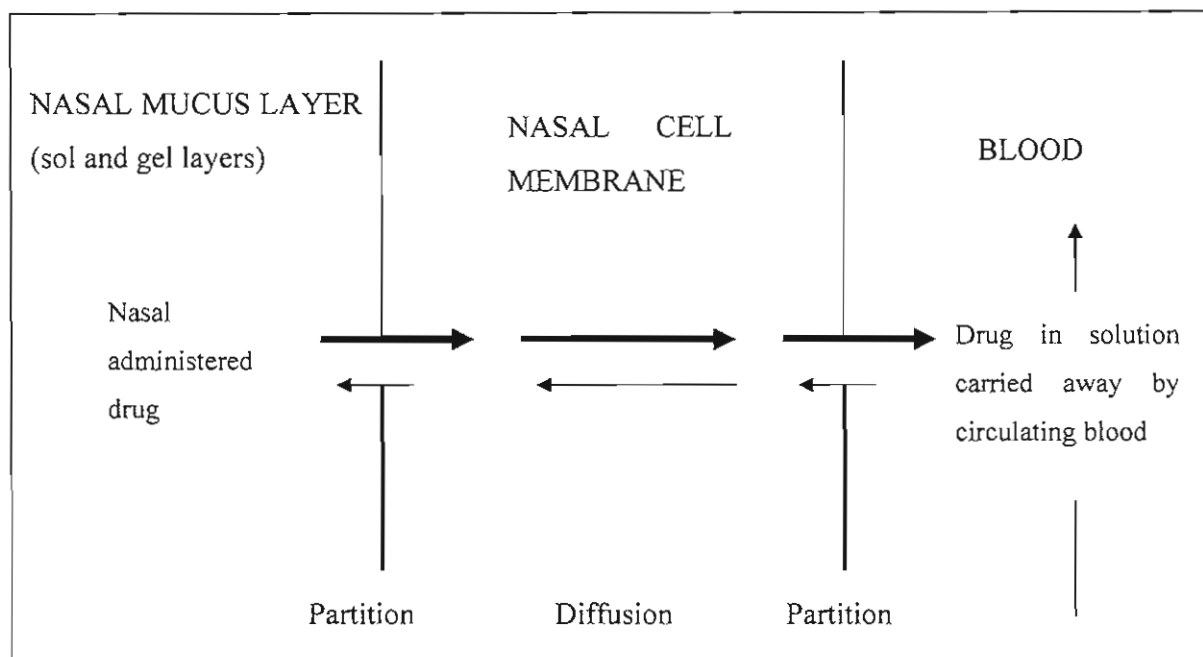 NASAL MUCUS LAYER
(sol and gel layers)
NASAL CELL
MEMBRANE
BLOOD
Nasal
administered
drug
Drug in solution
carried away by
circulating blood
Partition
Diffusion
Partition